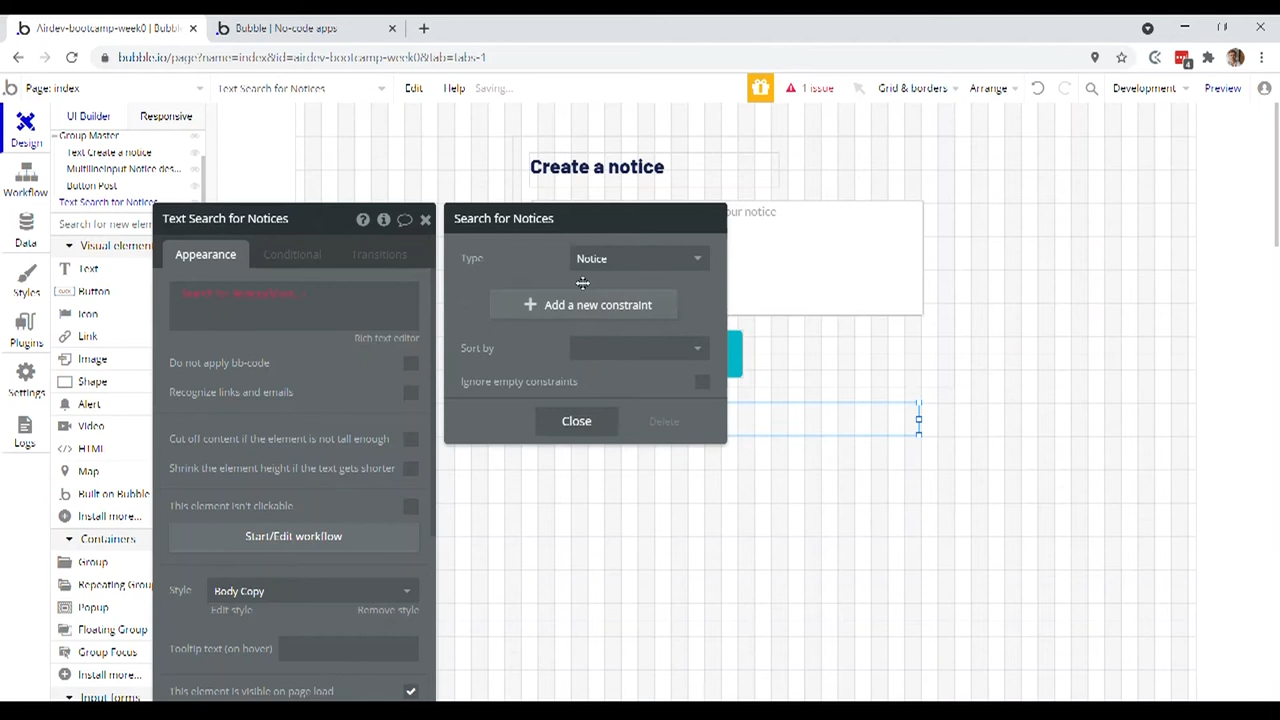 Airdev-bootcamp-week0 | Bubbl
Bubble | No-code apps
bubble.io/page?name=index&id=airdev-bootcamp-week0&tab=tabs-1
Page: index
Text Search for Notices
Edit
Help
Saving...
1 issue
Grid & borders
Arrange
Development
Preview
UI Builder
Responsive
Design
Workflow
Data
Styles
Plugins
Settings
Logs
Group Master
Text Create a notice
MultilineInput Notice des...
Button Post
Text Search for Notices
Search for new elem
Visual elemen
Text
Button
Icon
Link
Image
Shape
Alert
Video
HTML
Map
Built on Bubble
Install more...
Containers
Group
Repeating Group
Popup
Floating Group
Group Focus
Install more...
Input forms
Create a notice
our notice
Text Search for Notices
Appearance
Conditional
Transitions
Rich text editor
Do not apply bb-code
Recognize links and emails
Cut off content if the element is not tall enough
Shrink the element height if the text gets shorter
This element isn't clickable
Start/Edit workflow
Style
Body Copy
Edit style
Remove style
Tooltip text (on hover)
This element is visible on page load
Search for Notices
Type
Notice
Add a new constraint
Sort by
Ignore empty constraints
Close
Delete